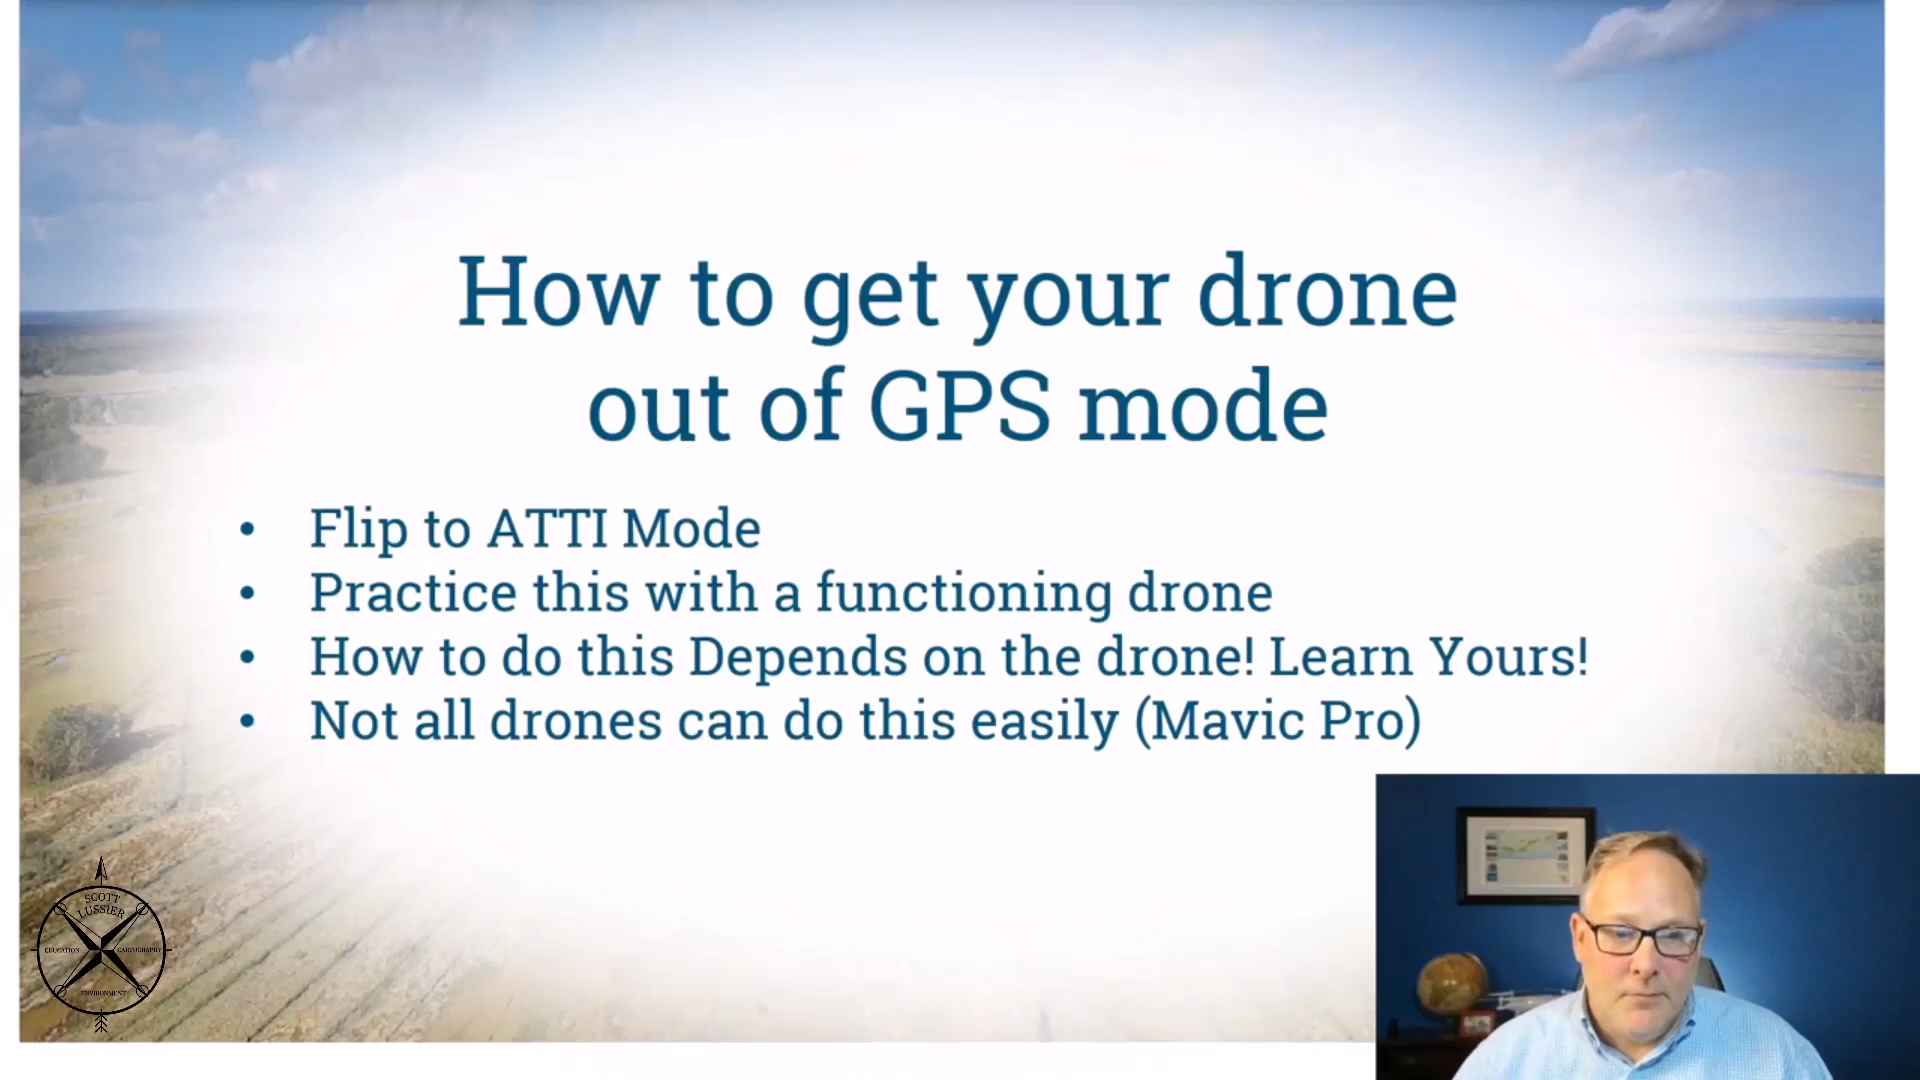 How to get your drone
out of GPS mode
• Flip to ATTI Mode
• Practice this with a functioning drone
• How to do this Depends on the drone! Learn Yours!
• Not all drones can do this easily (Mavic Pro)
SCOTT
LUSSIER
EDUCATION
CARTOGRAPHY
ENVIRONMENT